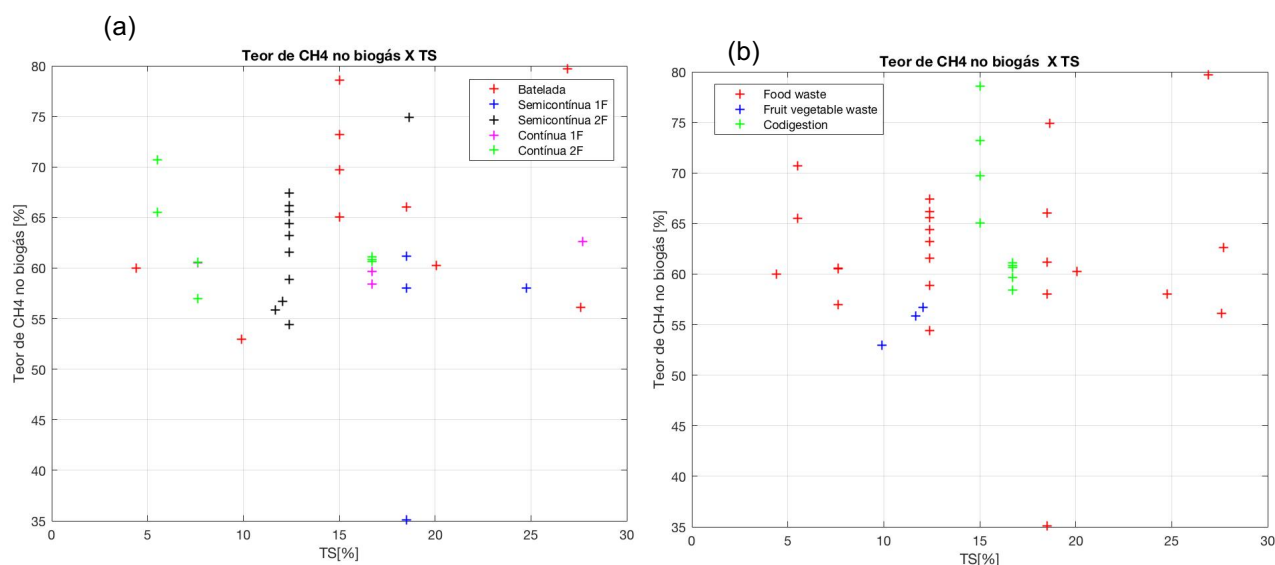 (a)
Teor de CH4 no biogás X TS
Teor de CH4 no biogás [%]
80
75
70
65
60
55
50
45
40
35
Batelada
Semicontínua 1F
Semicontínua 2F
Contínua 1F
Contínua 2F
0 5 10 15 20 25 30
TS[%]
(b)
Teor de CH4 no biogás X TS
Teor de CH4 no biogás [%]
80
75
70
65
60
55
50
45
40
35
Food waste
Fruit vegetable waste
Codigestion
0 5 10 15 20 25 30
TS[%]